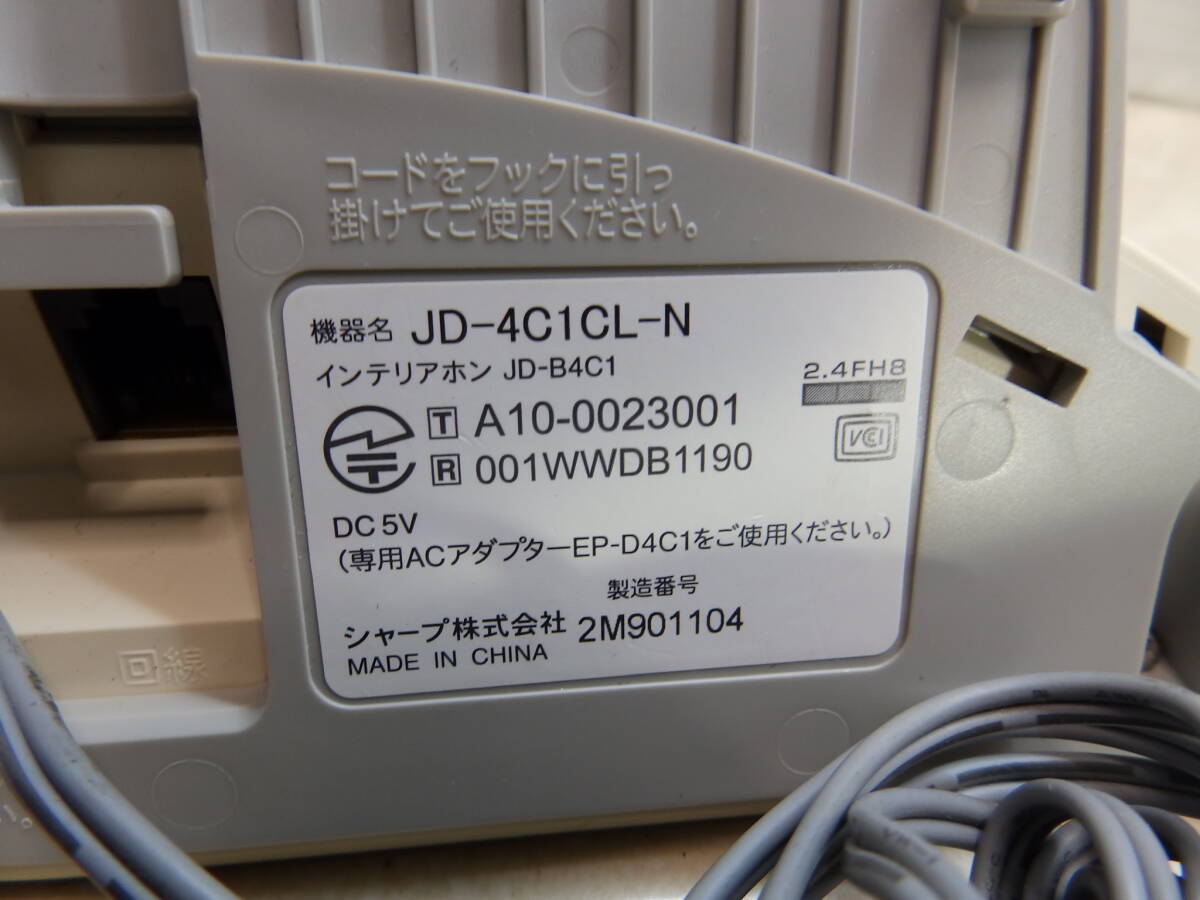 コードをフックに引っ
掛けてご使用ください。
機器名 JD-4C1CL-N
インテリアホン JD-B4C1
2.4FH8
T A10-0023001
R 001WWDB1190
VCI
DC 5V
(専用ACアダプターEP-D4C1をご使用ください。)
製造番号
シャープ株式会社 2M901104
MADE IN CHINA
回線